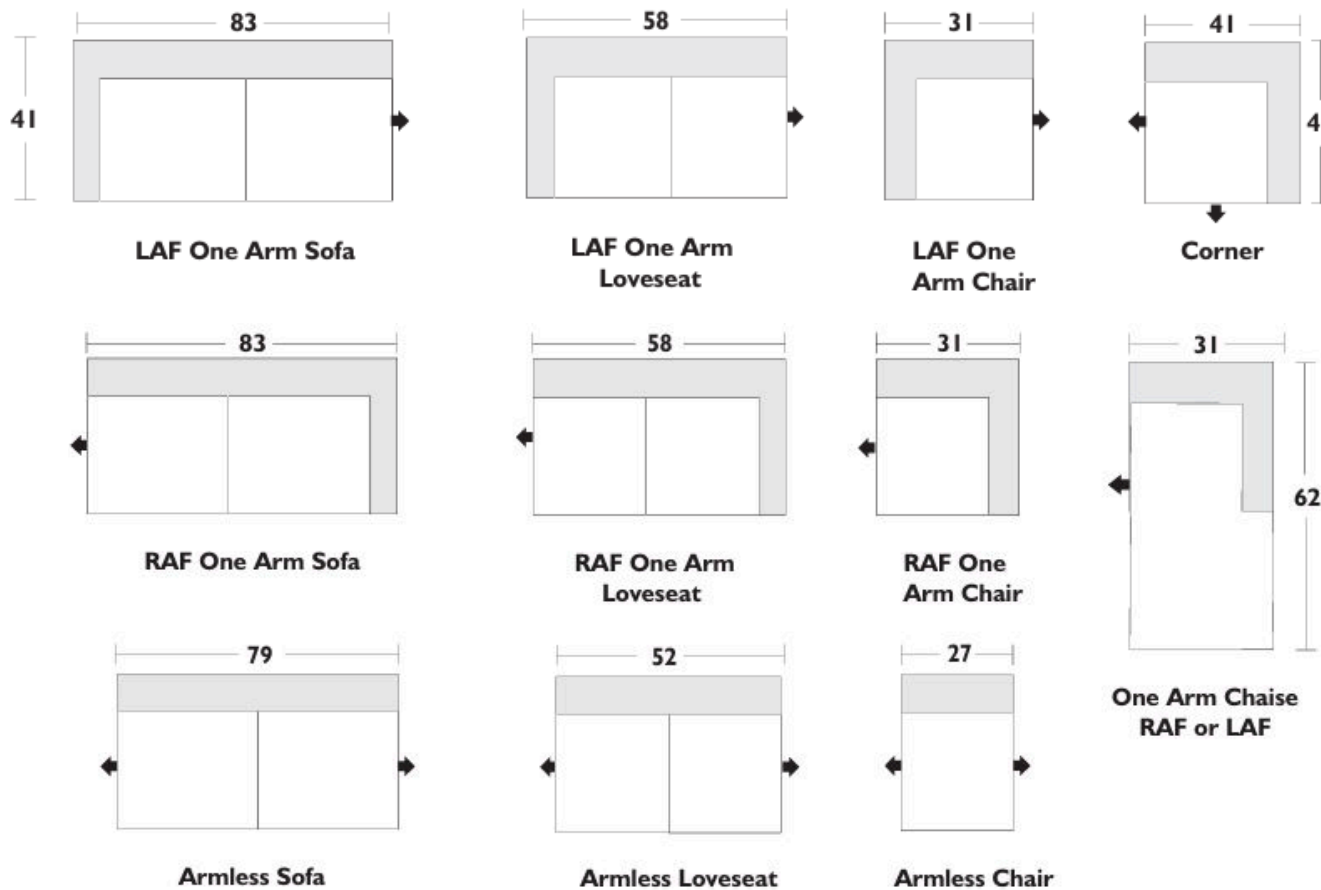 83
58
31
41
41
4
LAF One Arm Sofa
LAF One Arm
Loveseat
LAF One
Arm Chair
Corner
83
58
31
31
62
RAF One Arm Sofa
RAF One Arm
Loveseat
RAF One
Arm Chair
79
52
27
One Arm Chaise
RAF or LAF
Armless Sofa
Armless Loveseat
Armless Chair